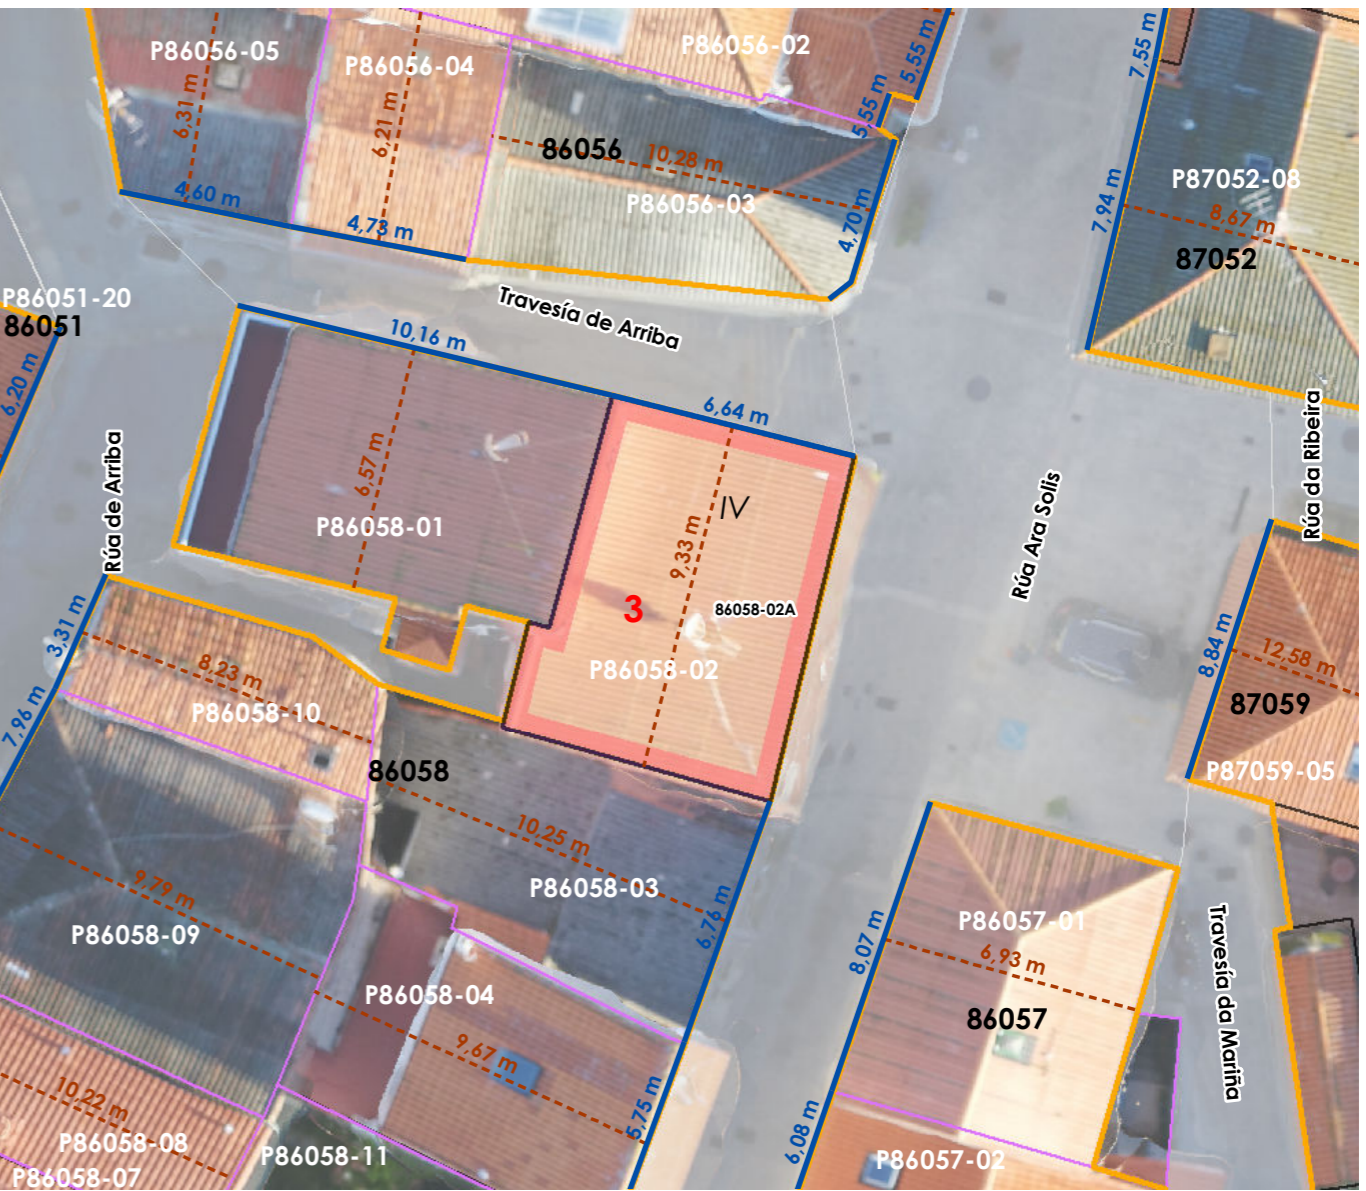 P86056-05
P86056-04
P86056-02
5,55 m
5,55 m
7,55 m
6,31 m
6,21 m
86056
10,28 m
P86056-03
4,60 m
4,73 m
4,70 m
P87052-08
7,94 m
8,67 m
87052
P86051-20
86051
6,20 m
Travesía de Arriba
10,16 m
6,64 m
Rúa de Arriba
6,57 m
P86058-01
IV
9,33 m
3
86058-02A
P86058-02
Rúa Ara Solis
Rúa da Ribeira
3,31 m
8,23 m
P86058-10
7,96 m
86058
8,84 m
12,58 m
87059
P87059-05
10,25 m
P86058-03
9,79 m
P86058-09
6,76 m
8,07 m
P86057-01
6,93 m
86057
Travesía da Mariña
P86058-04
9,67 m
5,75 m
10,22 m
P86058-08
P86058-07
P86058-11
6,08 m
P86057-02